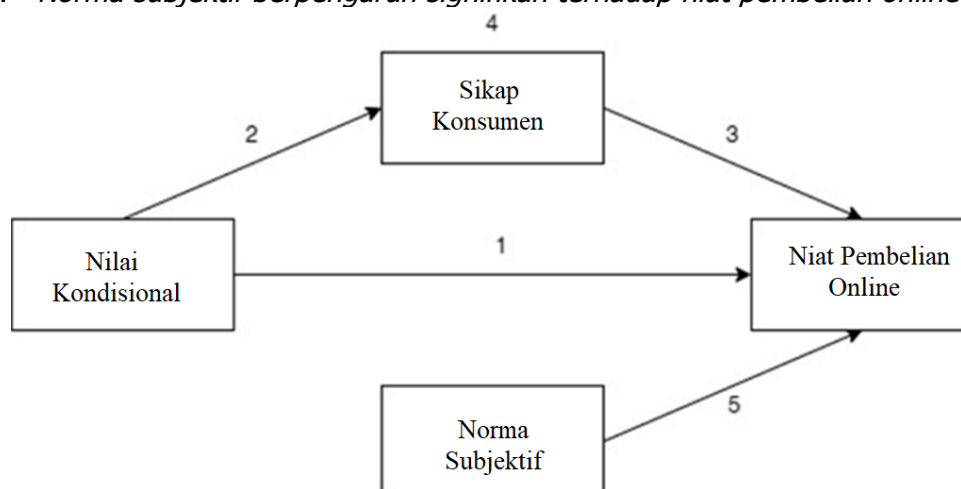 Norma subjektif berpengaruh signifikan terhadap niat pembelian online
4
Sikap
Konsumen
2
3
Nilai
Kondisional
1
Niat Pembelian
Online
5
Norma
Subjektif